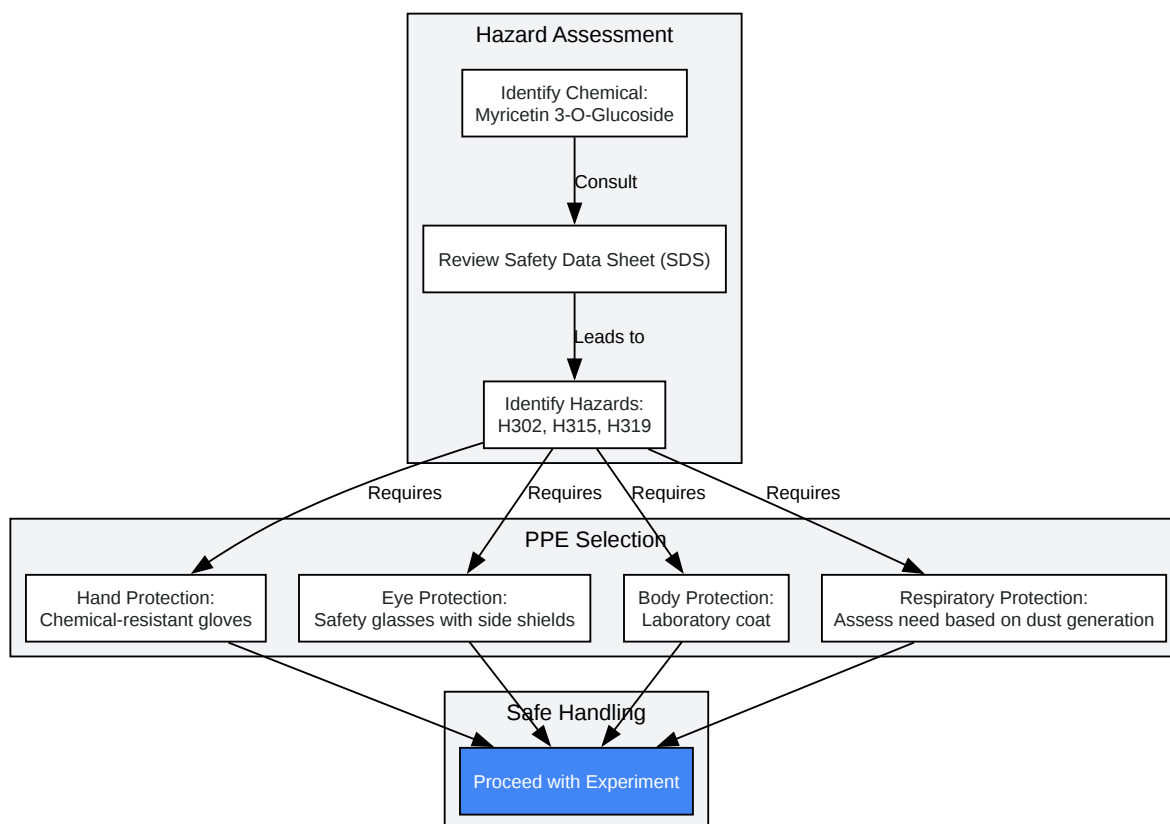 Hazard Assessment
Identify Chemical:
Myricetin 3-O-Glucoside
Consult
Review Safety Data Sheet (SDS)
Leads to
Identify Hazards:
H302, H315, H319
Requires
Requires
Requires
Requires
PPE Selection
Hand Protection:
Chemical-resistant gloves
Eye Protection:
Safety glasses with side shields
Body Protection:
Laboratory coat
Respiratory Protection:
Assess need based on dust generation
Safe Handling
Proceed with Experiment